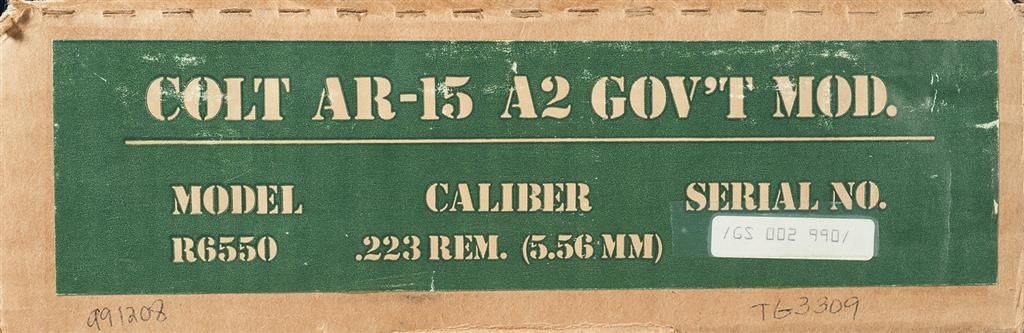 COLT AR-15 A2 GOV'T MOD.
MODEL CALIBER SERIAL NO.
R6550 .223 REM. (5.56 MM) /GS 002 990/
991208 TG3309